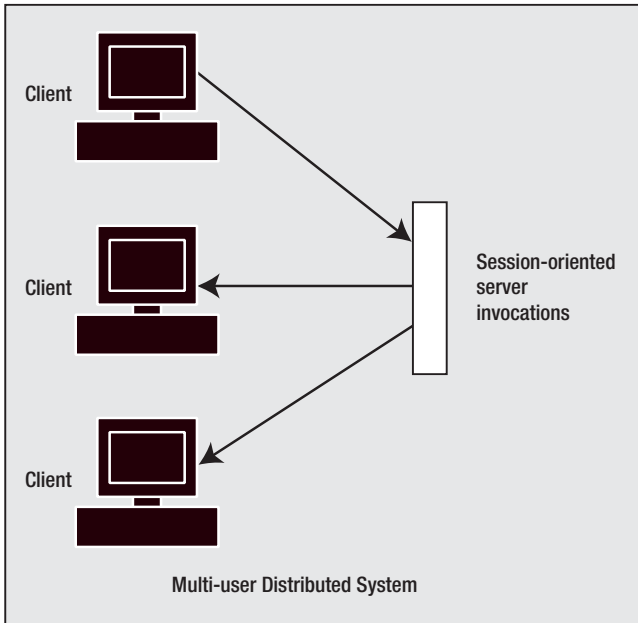 Client
Client
Session-oriented
server
invocations
Client
Multi-user Distributed System